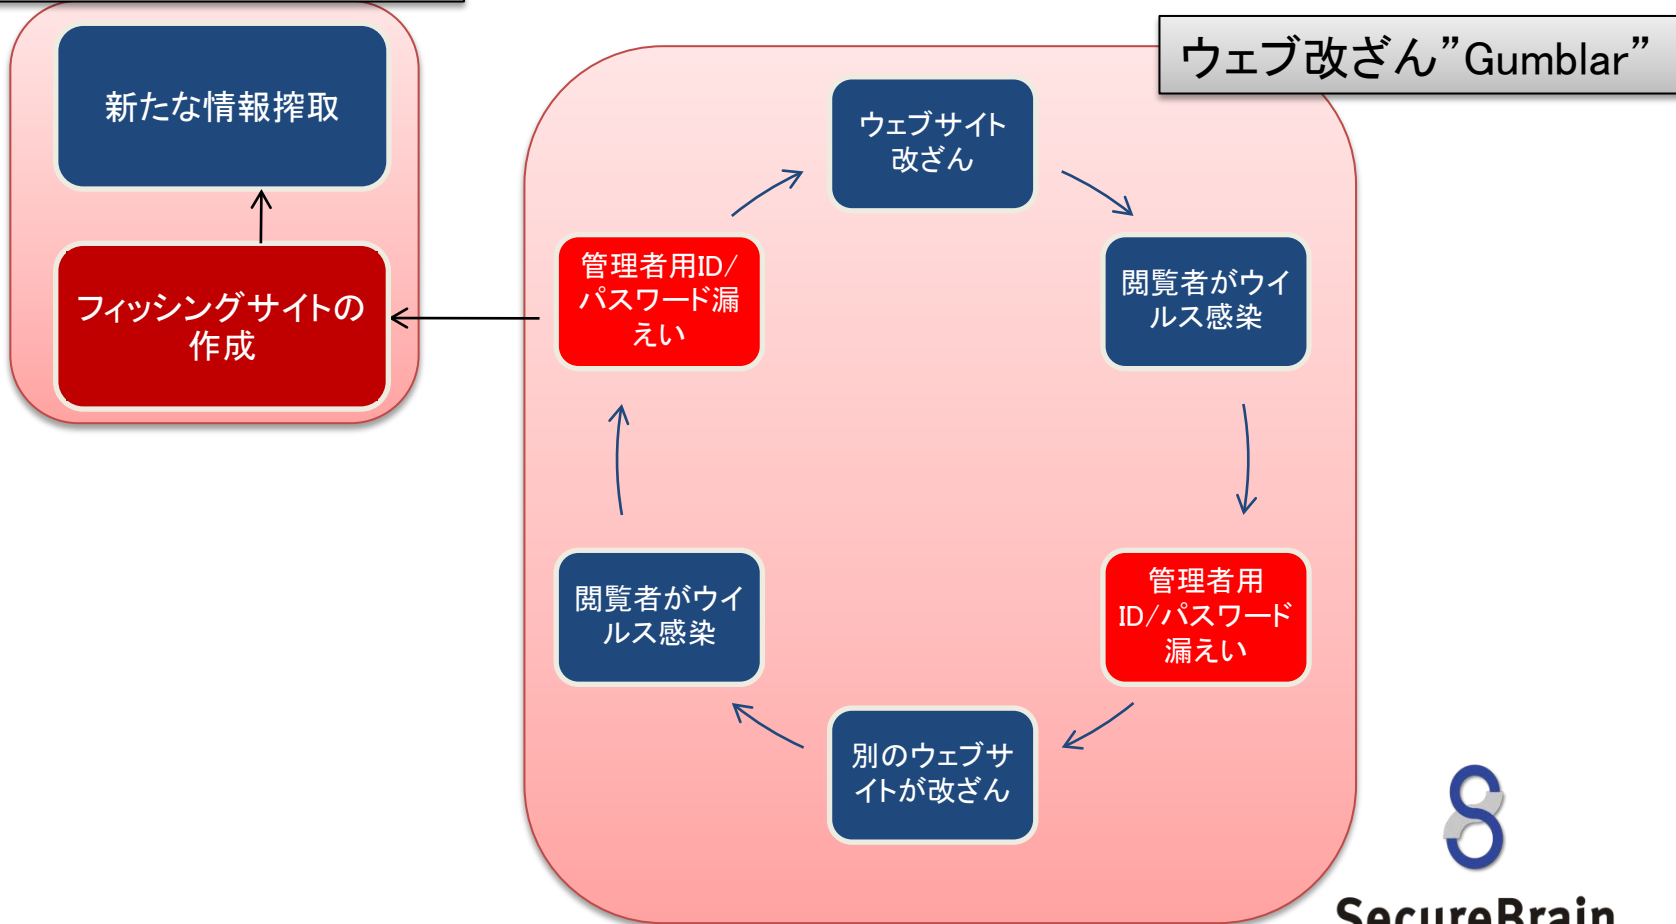 新たな情報搾取
フィッシングサイトの
作成
ウェブ改ざん”Gumblar”
ウェブサイト
改ざん
閲覧者がウイ
ルス感染
管理者用
ID/パスワード
漏えい
別のウェブサ
イトが改ざん
閲覧者がウイ
ルス感染
管理者用ID/
パスワード漏
えい
SecureBrain